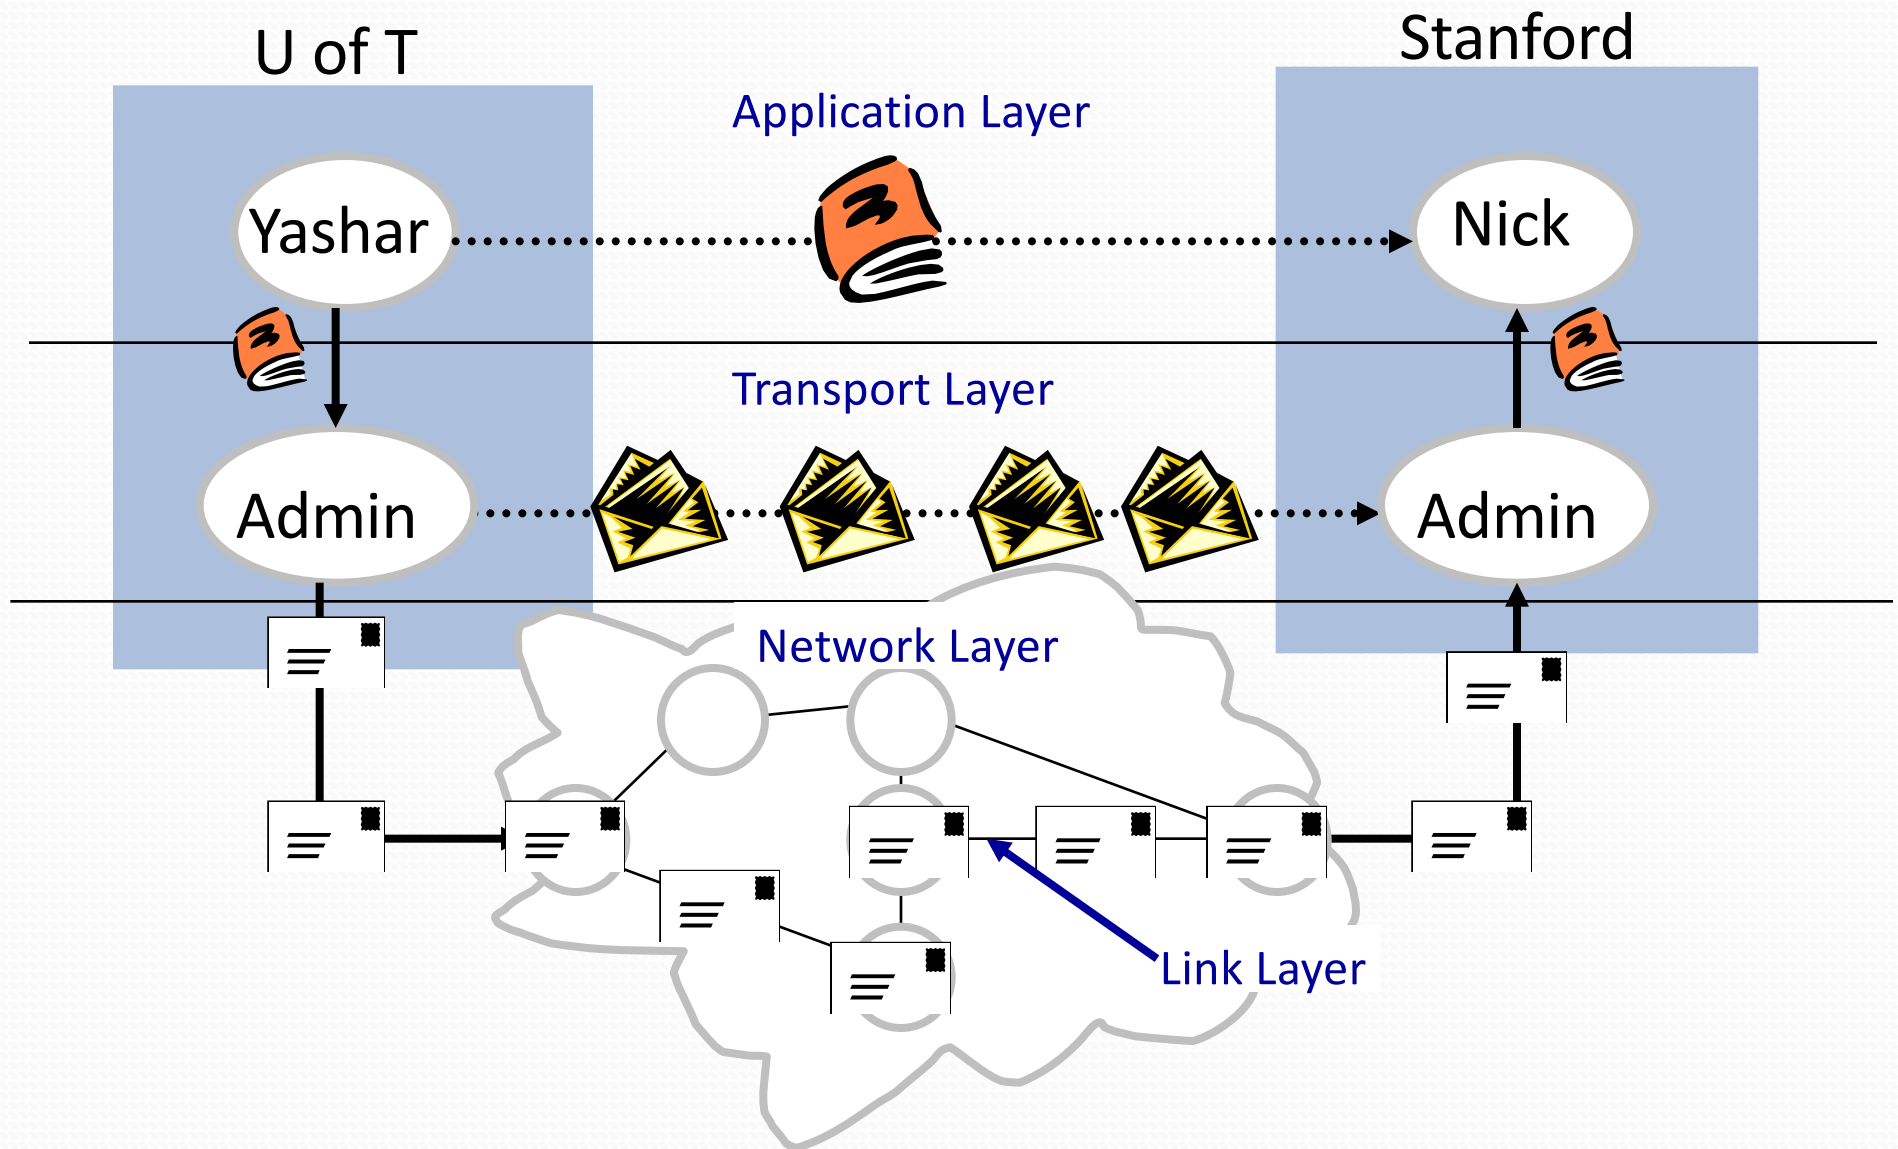 U of T
Stanford
Application Layer
Yashar
Nick
Transport Layer
Admin
Admin
Network Layer
Link Layer